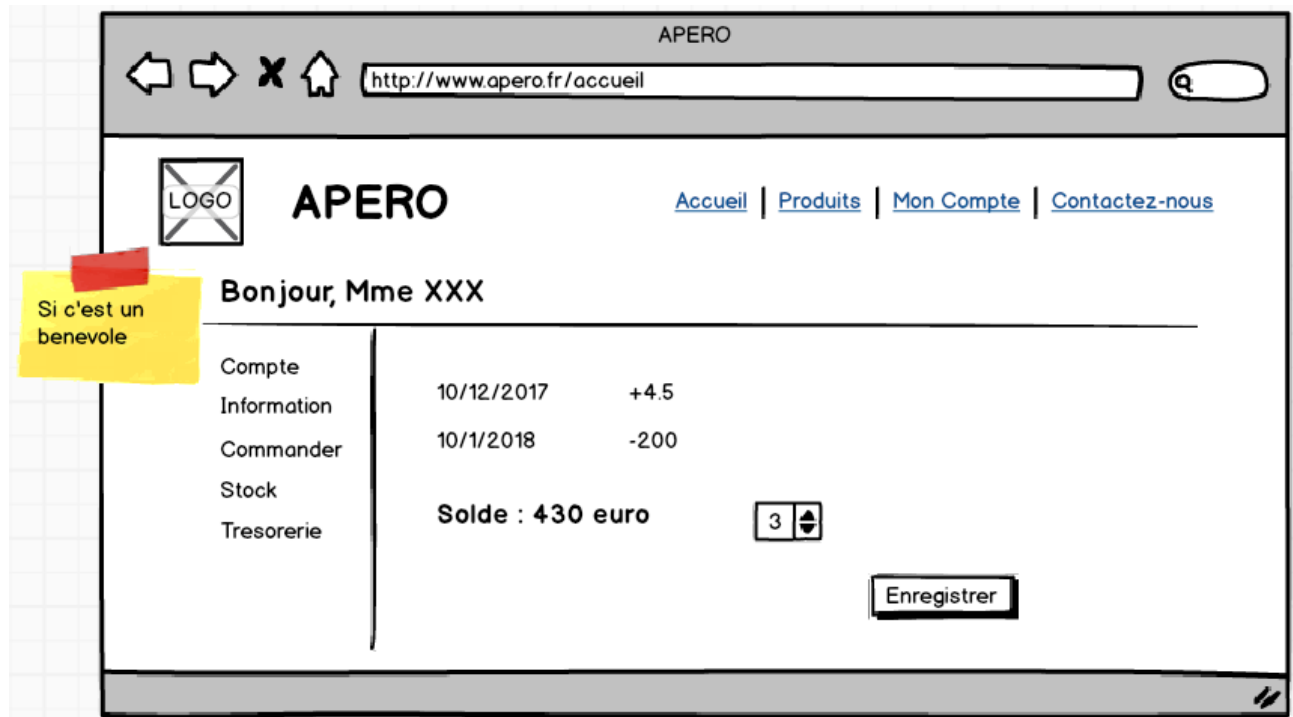 APERO
http://www.apero.fr/accueil
LOGO
APERO
Accueil | Produits | Mon Compte | Contactez-nous
Bonjour, Mme XXX
Si c'est un
benevole
Compte
Information
Commander
Stock
Tresorerie
10/12/2017 +4.5
10/1/2018 -200
Solde : 430 euro 3
Enregistrer